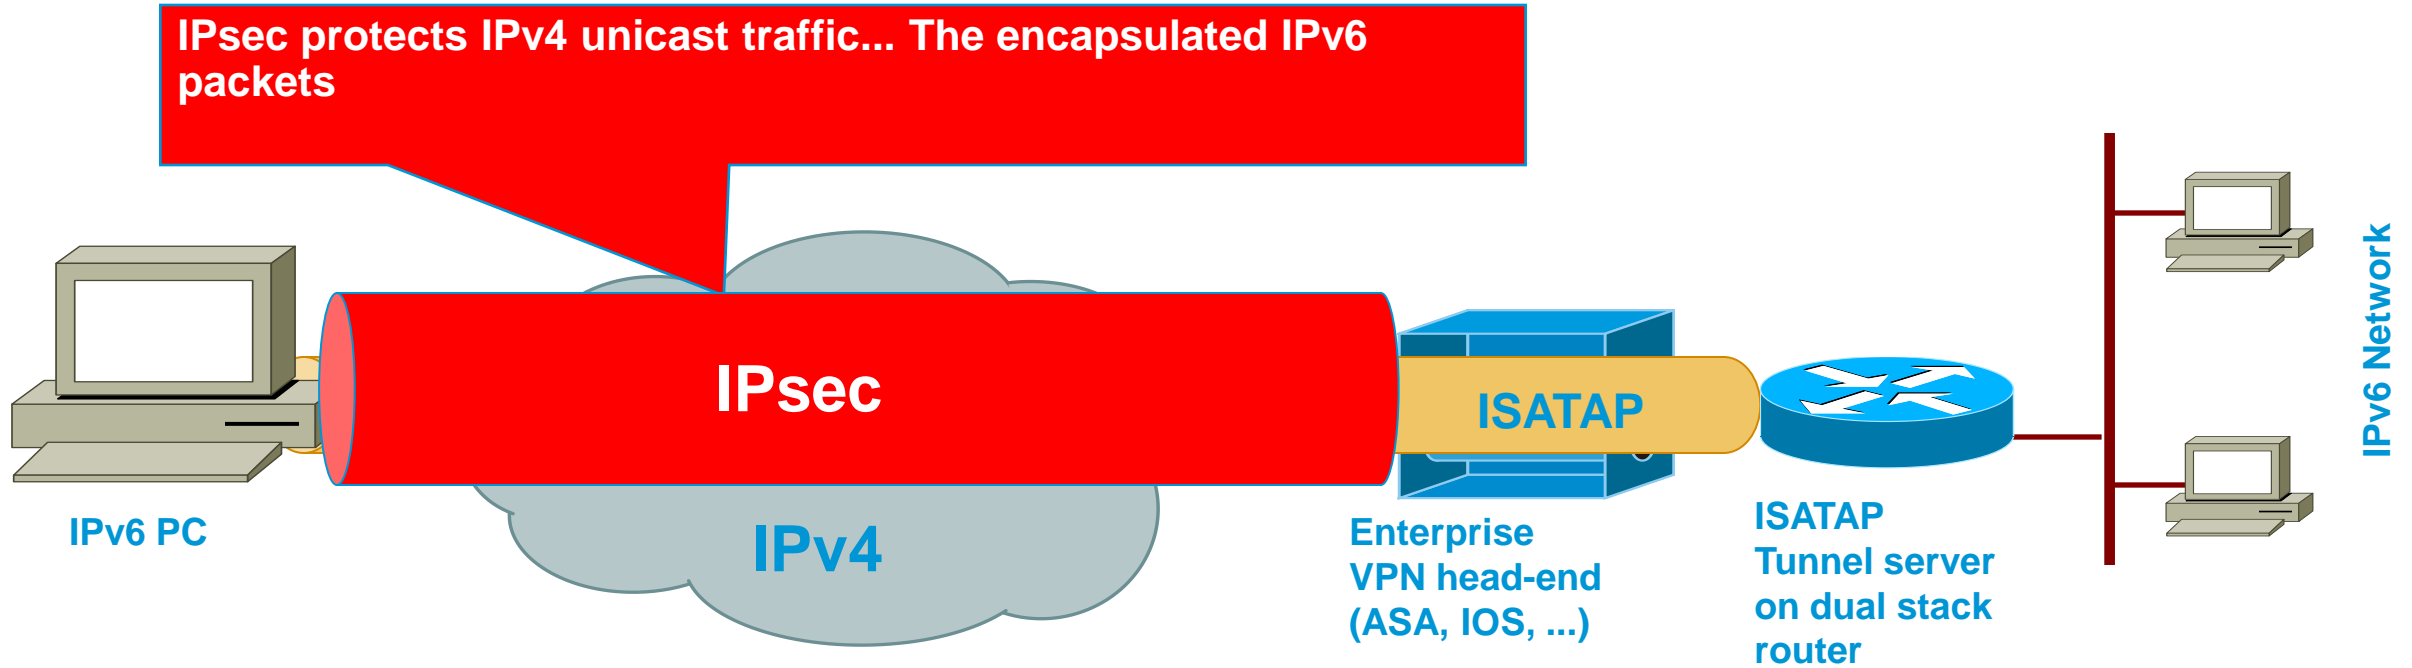 IPsec protects IPv4 unicast traffic... The encapsulated IPv6
packets
IPsec
ISATAP
IPv4
IPv6 PC
Enterprise
VPN head-end
(ASA, IOS, ...)
ISATAP
Tunnel server
on dual stack
router
IPv6 Network